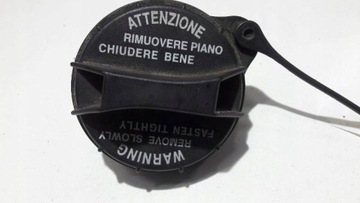 ATTENZIONE
RIMUOVERE PIANO
CHIUDERE BENE
WARNING
REMOVE SLOWLY
FASTEN TIGHTLY